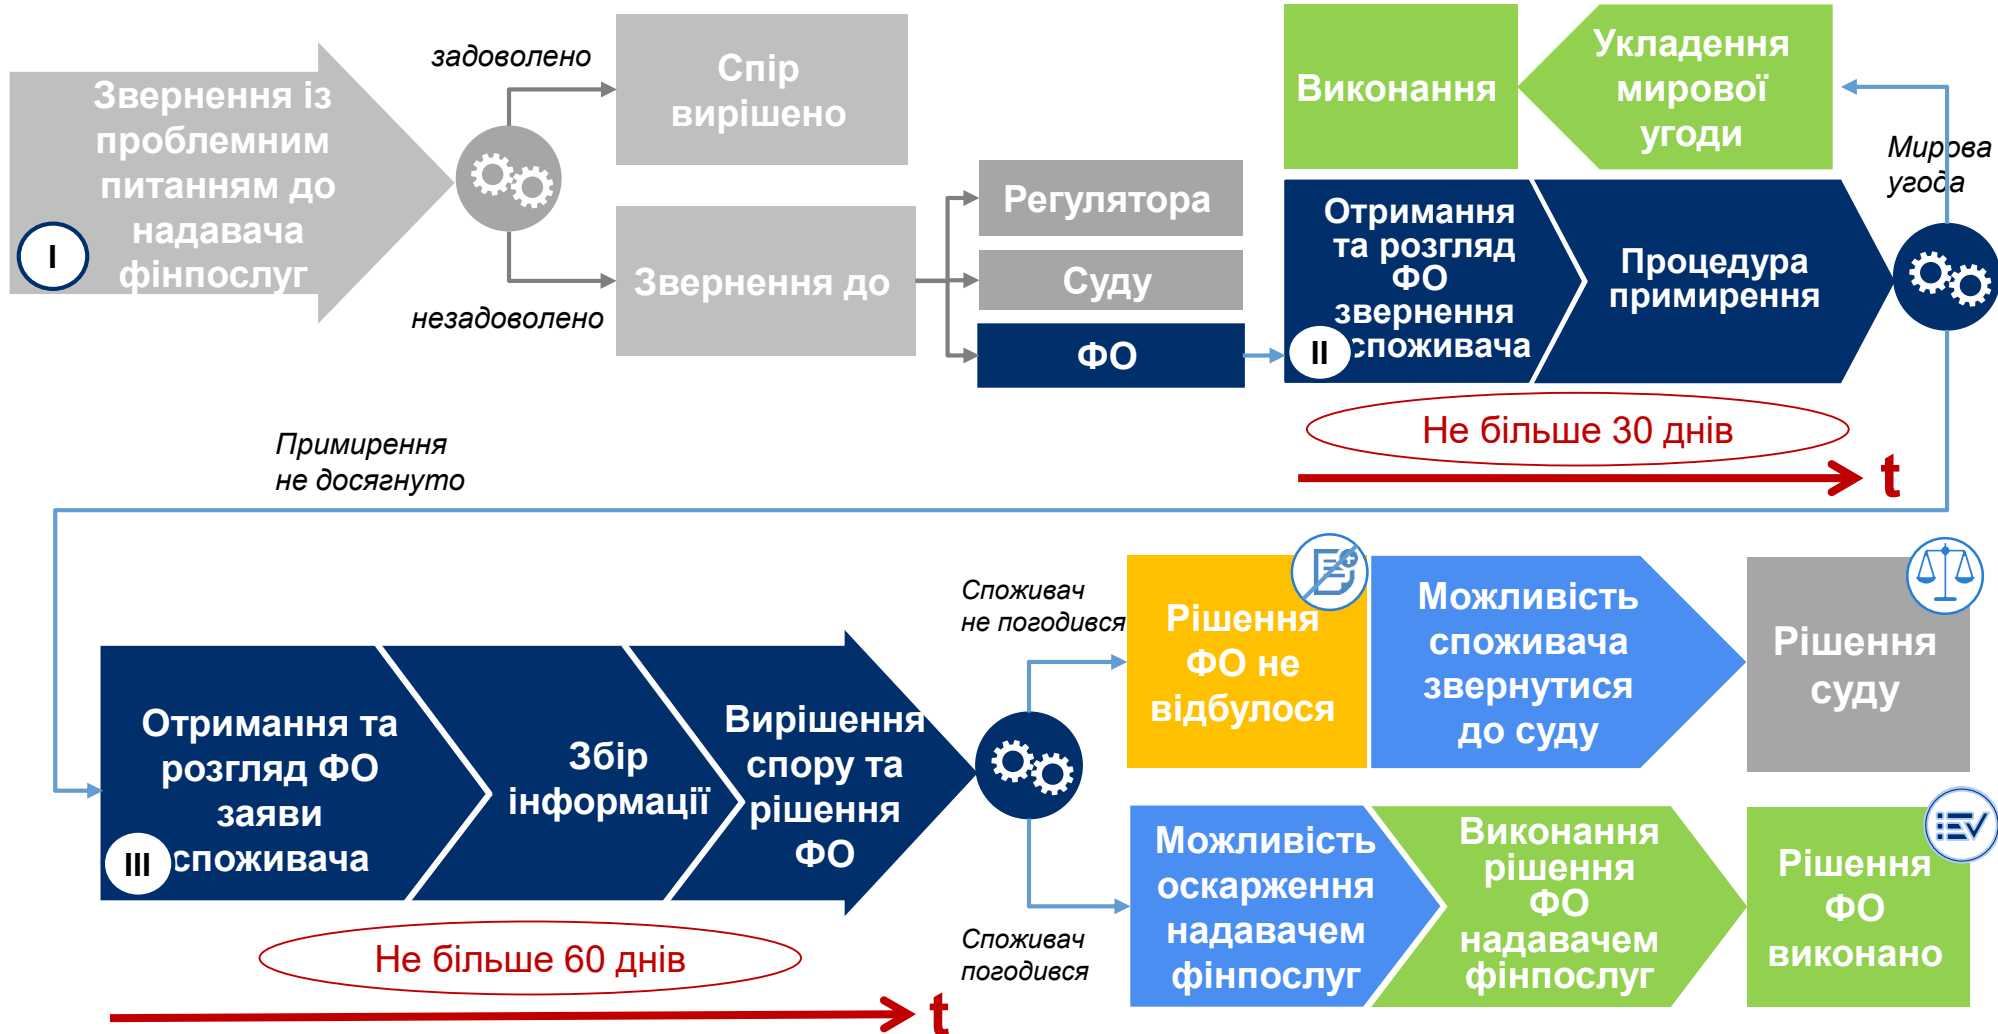 Звернення із
проблемним
питанням до
надавача
фінпослуг
I
задоволено
незадоволено
Спір
вирішено
Звернення до
Регулятора
Суду
ФО
Виконання
Укладення
мирової
угоди
Мирова
угода
Отримання
та розгляд
ФО
звернення
споживача
II
Процедура
примирення
Не більше 30 днів
t
Примирення
не досягнуто
Отримання та
розгляд ФО
заяви
споживача
III
Збір
інформації
Вирішення
спору та
рішення
ФО
Не більше 60 днів
t
Споживач
не погодився
Рішення
ФО не
відбулося
Можливість
споживача
звернутися
до суду
Рішення
суду
Споживач
погодився
Можливість
оскарження
надавачем
фінпослуг
Виконання
рішення
ФО
надавачем
фінпослуг
Рішення
ФО
виконано